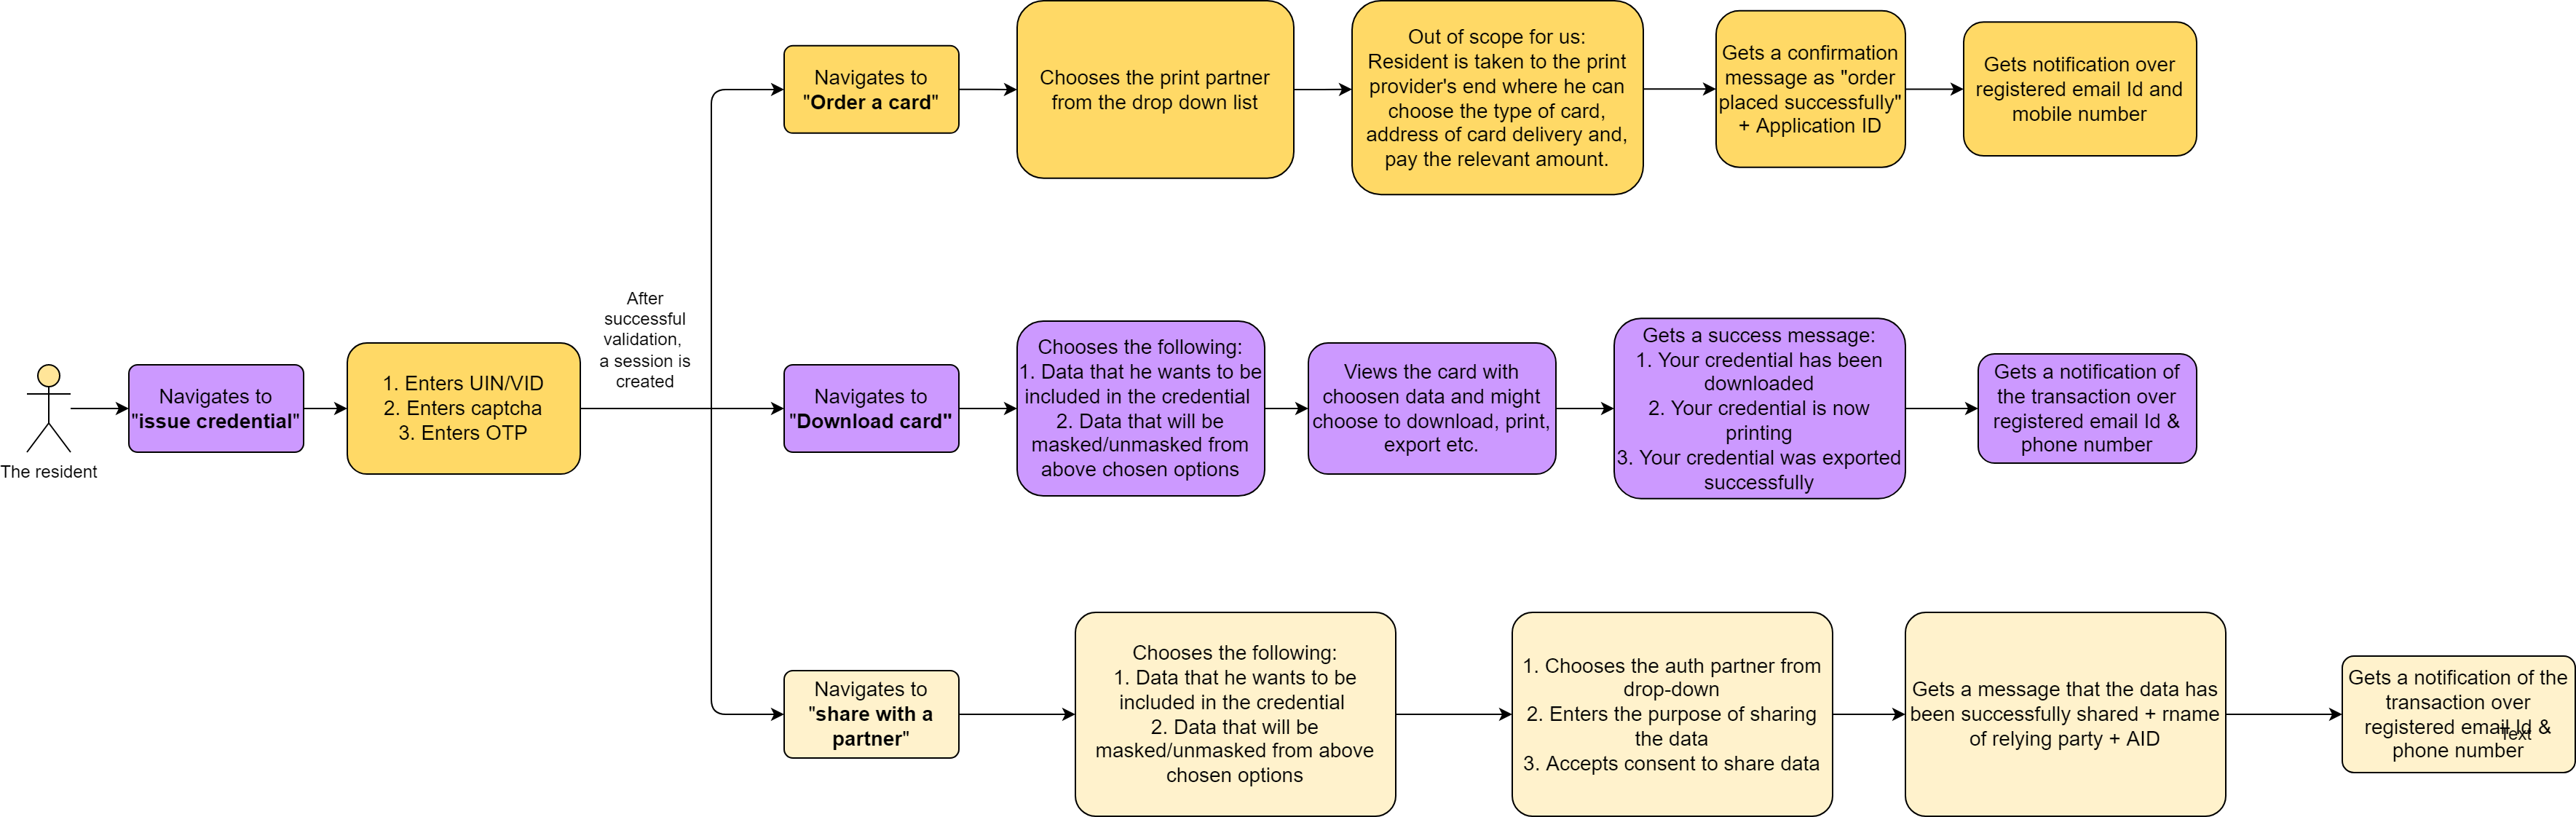 Navigates to
"Order a card"
Chooses the print partner
from the drop down list
Out of scope for us:
Resident is taken to the print
provider's end where he can
choose the type of card,
address of card delivery and,
pay the relevant amount.
Gets a confirmation
message as "order
placed successfully"
+ Application ID
Gets notification over
registered email Id and
mobile number
The resident
Navigates to
"issue credential"
1. Enters UIN/VID
2. Enters captcha
3. Enters OTP
After
successful
validation,
a session is
created
Navigates to
"Download card"
Chooses the following:
1. Data that he wants to be
included in the credential
2. Data that will be
masked/unmasked from
above chosen options
Views the card with
choosen data and might
choose to download, print,
export etc.
Gets a success message:
1. Your credential has been
downloaded
2. Your credential is now
printing
3. Your credential was exported
successfully
Gets a notification of
the transaction over
registered email Id &
phone number
Navigates to
"share with a
partner"
Chooses the following:
1. Data that he wants to be
included in the credential
2. Data that will be
masked/unmasked from above
chosen options
1. Chooses the auth partner from
drop-down
2. Enters the purpose of sharing
the data
3. Accepts consent to share data
Gets a message that the data has
been successfully shared + rname
of relying party + AID
Gets a notification of the
transaction over
registered email Id &
phone number
Text